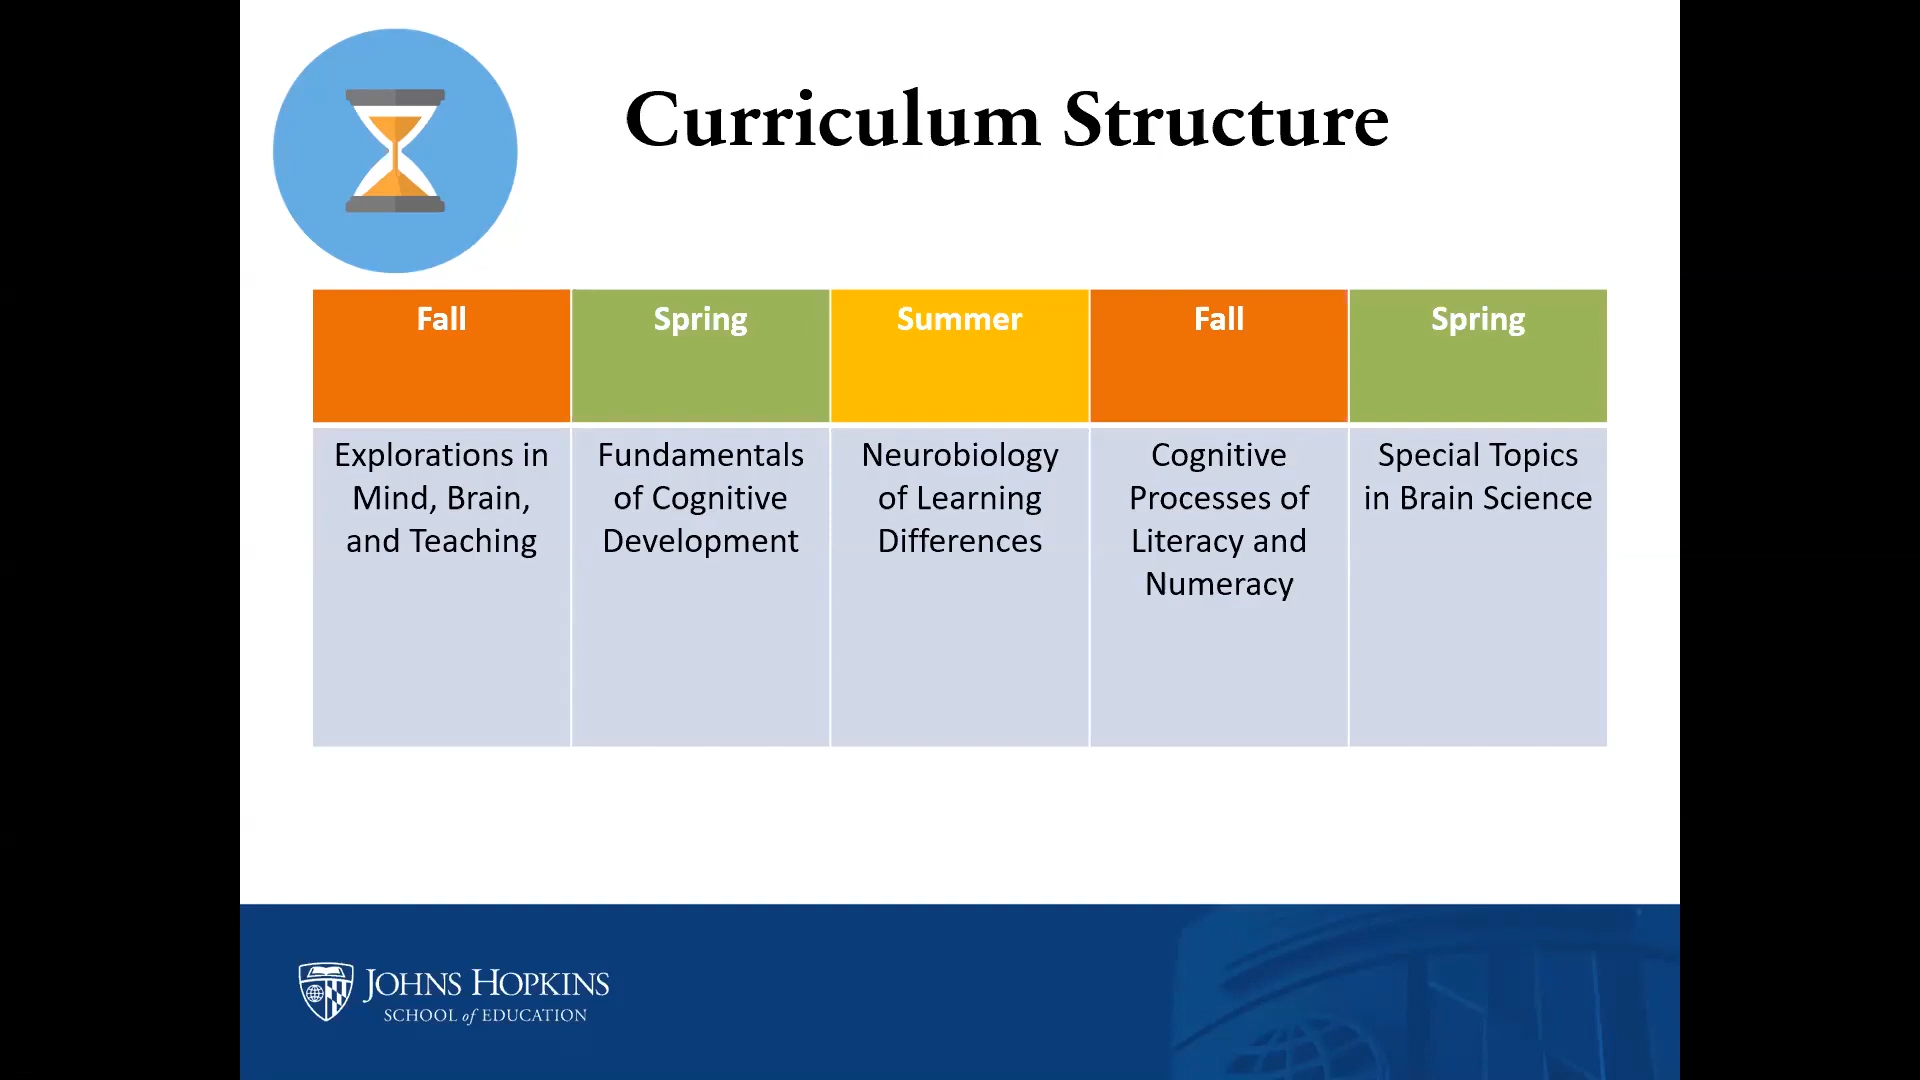 Curriculum Structure
Fall
Spring
Summer
Fall
Spring
Explorations in
Mind, Brain,
and Teaching
Fundamentals
of Cognitive
Development
Neurobiology
of Learning
Differences
Cognitive
Processes of
Literacy and
Numeracy
Special Topics
in Brain Science
JOHNS HOPKINS
SCHOOL of EDUCATION